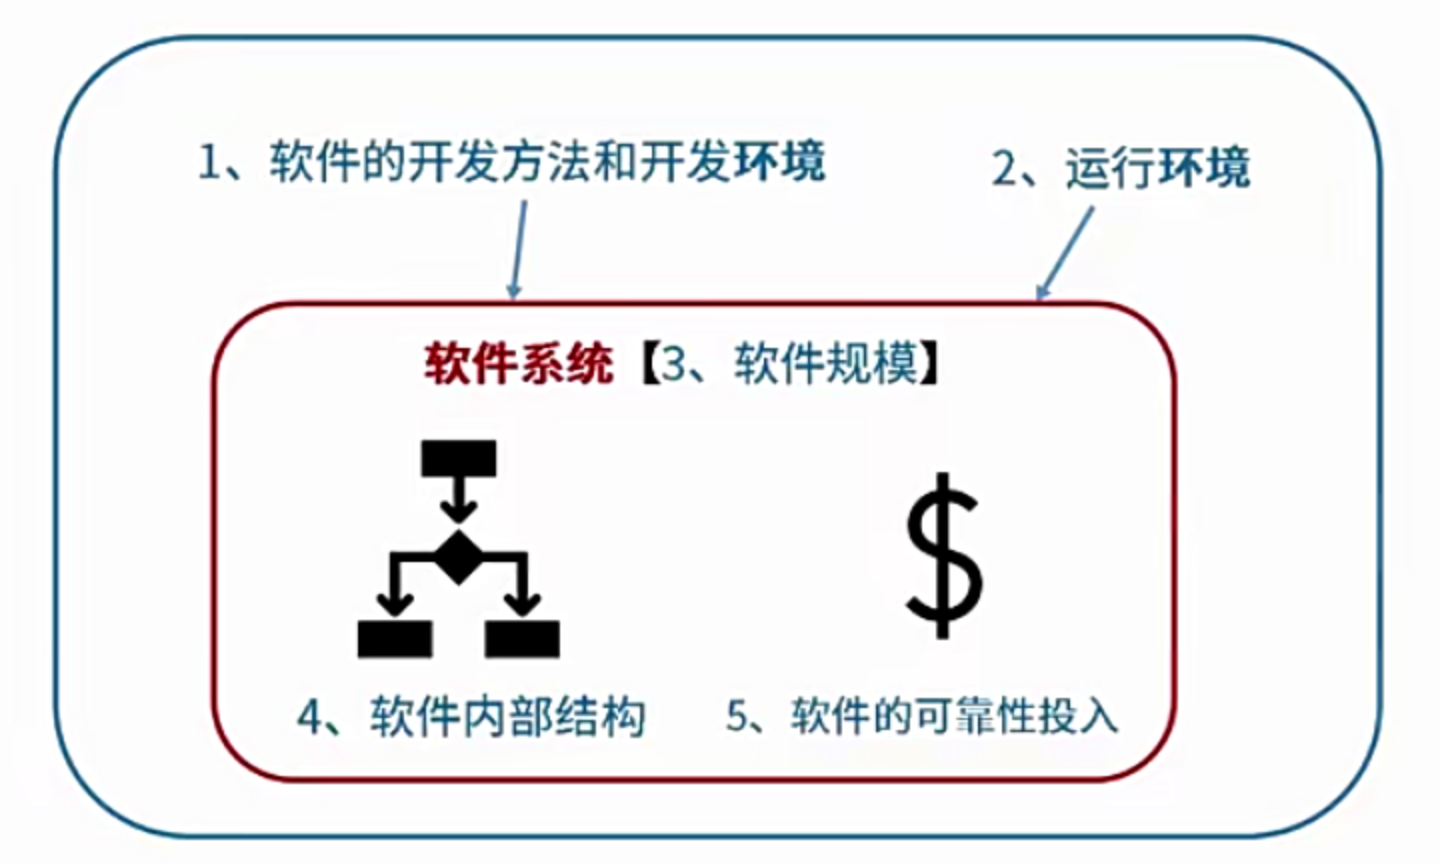 1、软件的开发方法和开发环境
2、运行环境
软件系统【3、软件规模】
4、软件内部结构
5、软件的可靠性投入